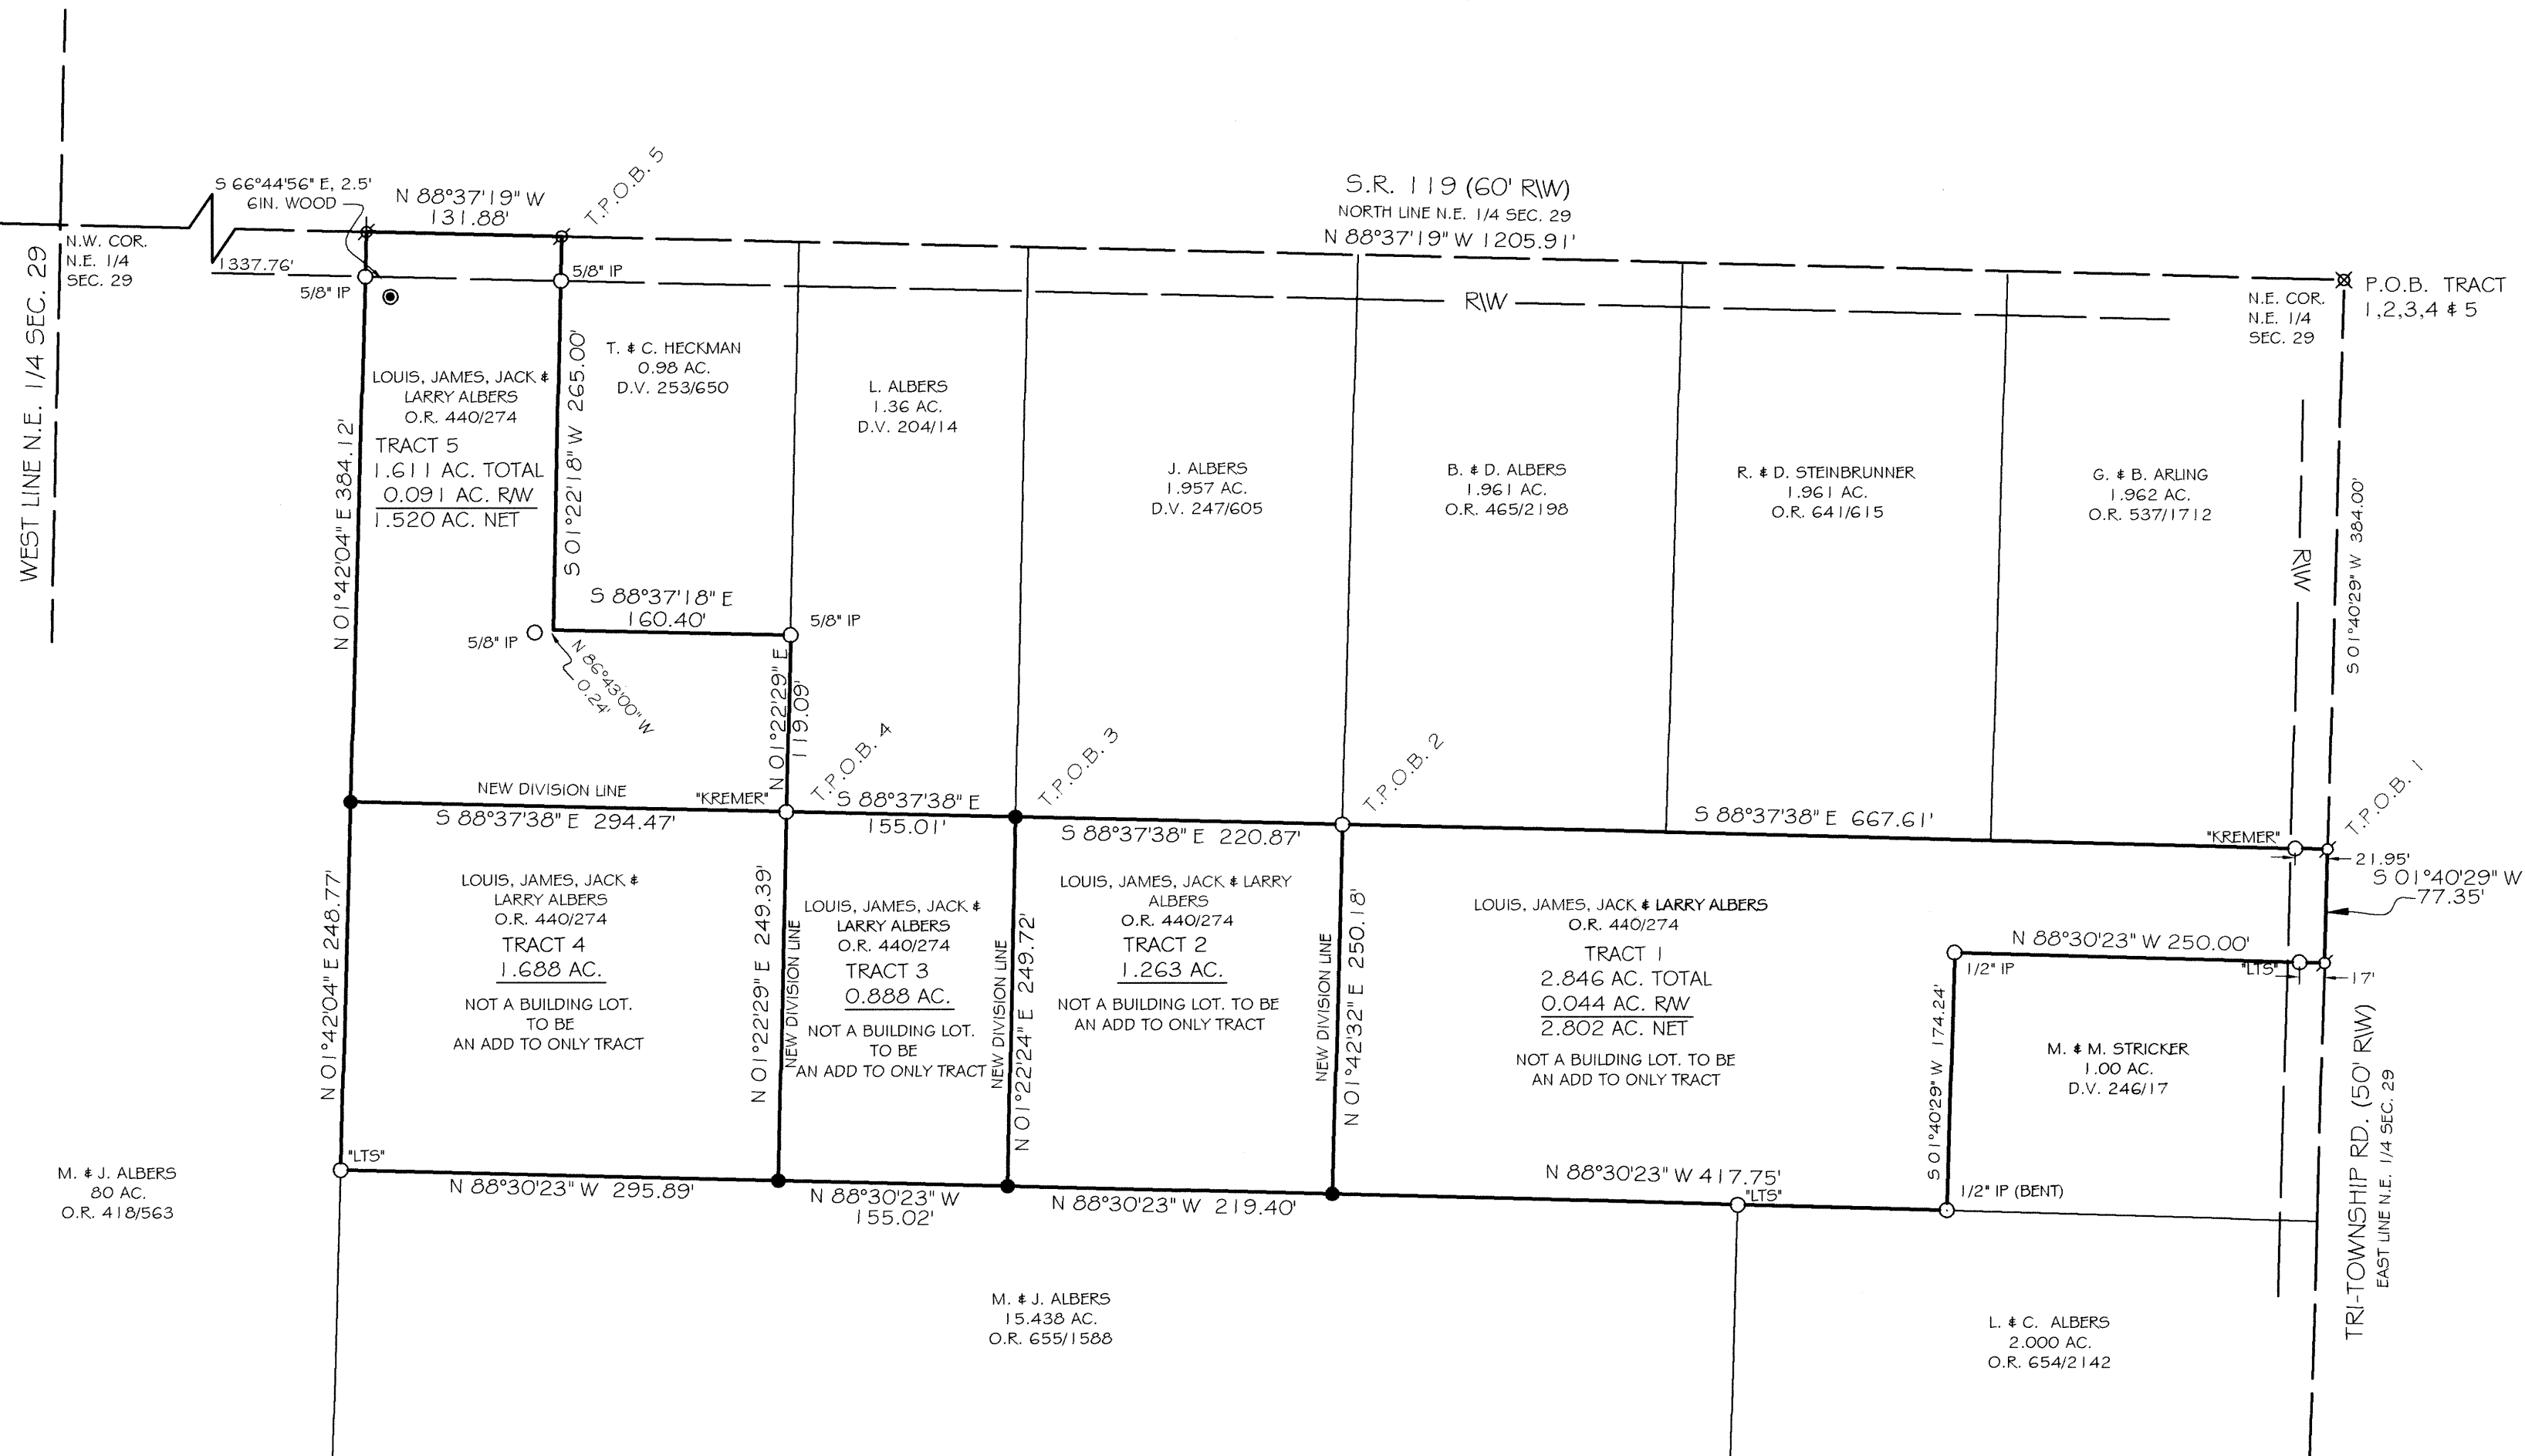 S 66°44'56" E, 2.5'
6IN. WOOD
N 88°37'19" W
131.88'
T.P.O.B. 5
S.R. 119 (60' R\W)
NORTH LINE N.E. 1/4 SEC. 29
N 88°37'19" W 1205.91'
WEST LINE N.E. 1/4 SEC. 29
N.W. COR.
N.E. 1/4
SEC. 29
1337.76'
5/8" IP
5/8" IP
R\W
N.E. COR.
N.E. 1/4
SEC. 29
P.O.B. TRACT
1,2,3,4 & 5
LOUIS, JAMES, JACK &
LARRY ALBERS
O.R. 440/274
TRACT 5
1.611 AC. TOTAL
0.091 AC. R/W
1.520 AC. NET
N 01°42'04" E 384.12'
S 01°22'18" W 265.00'
T. & C. HECKMAN
0.98 AC.
D.V. 253/650
L. ALBERS
1.36 AC.
D.V. 204/14
J. ALBERS
1.957 AC.
D.V. 247/605
B. & D. ALBERS
1.961 AC.
O.R. 465/2198
R. & D. STEINBRUNNER
1.961 AC.
O.R. 641/615
G. & B. ARLING
1.962 AC.
O.R. 537/1712
R\W
S 01°40'29" W 384.00'
S 88°37'18" E
160.40'
5/8" IP
5/8" IP
N 86°43'00" W
0.24'
N 01°22'29" E
119.09'
T.P.O.B. 4
T.P.O.B. 3
T.P.O.B. 2
T.P.O.B. 1
NEW DIVISION LINE
"KREMER"
S 88°37'38" E 294.47'
S 88°37'38" E
155.01'
S 88°37'38" E 220.87'
S 88°37'38" E 667.61'
"KREMER"
21.95'
S 01°40'29" W
77.35'
N 01°42'04" E 248.77'
LOUIS, JAMES, JACK &
LARRY ALBERS
O.R. 440/274
TRACT 4
1.688 AC.
NOT A BUILDING LOT.
TO BE
AN ADD TO ONLY TRACT
N 01°22'29" E 249.39'
NEW DIVISION LINE
LOUIS, JAMES, JACK &
LARRY ALBERS
O.R. 440/274
TRACT 3
0.888 AC.
NOT A BUILDING LOT.
TO BE
AN ADD TO ONLY TRACT
NEW DIVISION LINE
N 01°22'24" E 249.72'
LOUIS, JAMES, JACK & LARRY
ALBERS
O.R. 440/274
TRACT 2
1.263 AC.
NOT A BUILDING LOT. TO BE
AN ADD TO ONLY TRACT
NEW DIVISION LINE
N 01°42'32" E 250.18'
LOUIS, JAMES, JACK & LARRY ALBERS
O.R. 440/274
TRACT 1
2.846 AC. TOTAL
0.044 AC. R/W
2.802 AC. NET
NOT A BUILDING LOT. TO BE
AN ADD TO ONLY TRACT
N 88°30'23" W 250.00'
1/2" IP
"LTS"
17'
S 01°40'29" W 174.24'
M. & M. STRICKER
1.00 AC.
D.V. 246/17
TRI-TOWNSHIP RD. (50' R\W)
EAST LINE N.E. 1/4 SEC. 29
"LTS"
N 88°30'23" W 295.89'
N 88°30'23" W
155.02'
N 88°30'23" W 219.40'
N 88°30'23" W 417.75'
"LTS"
1/2" IP (BENT)
M. & J. ALBERS
80 AC.
O.R. 418/563
M. & J. ALBERS
15.438 AC.
O.R. 655/1588
L. & C. ALBERS
2.000 AC.
O.R. 654/2142